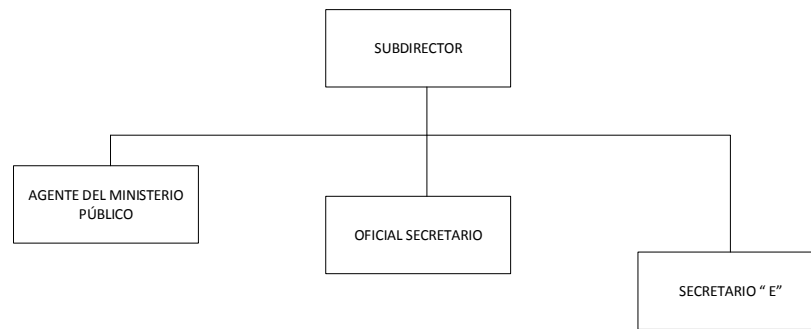 SUBDIRECTOR
AGENTE DEL MINISTERIO
PÚBLICO
OFICIAL SECRETARIO
SECRETARIO “ E”